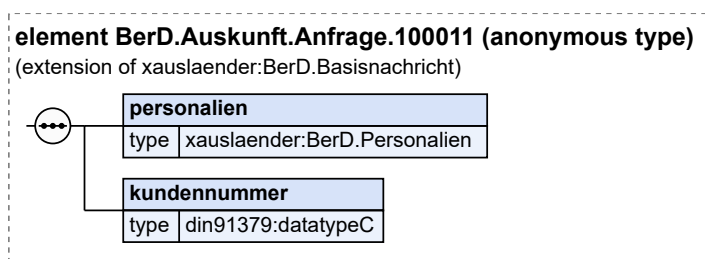 element BerD.Auskunft.Anfrage.100011 (anonymous type)
(extension of xauslaender:BerD.Basisnachricht)
personalien
type xauslaender:BerD.Personalien
kundennummer
type din91379:datatypeC